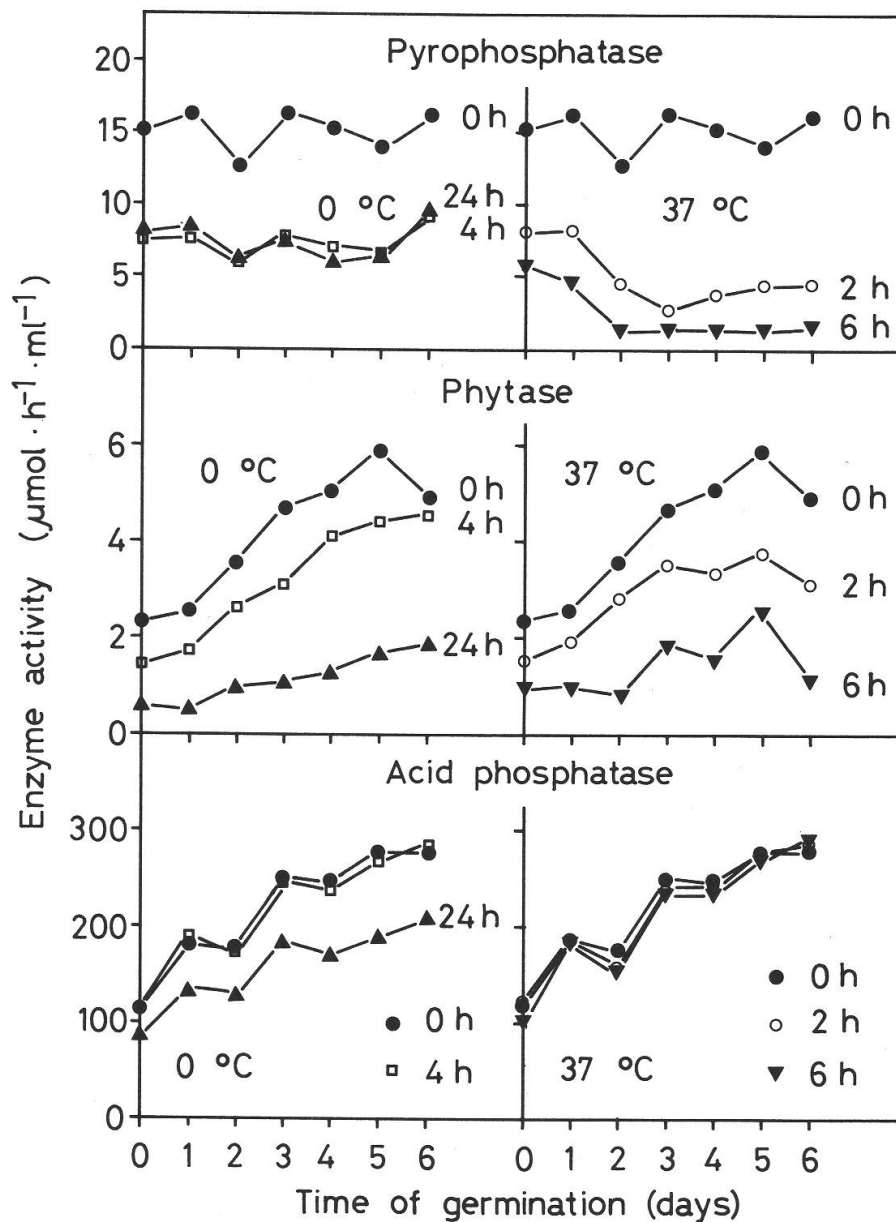 Enzyme activity (μmol · h⁻¹ · ml⁻¹)
Pyrophosphatase
20
15
10
5
0
0 h
0 °C
24 h
4 h
0 h
37 °C
2 h
6 h
Phytase
6
4
2
0
0 °C
0 h
4 h
24 h
37 °C
0 h
2 h
6 h
Acid phosphatase
300
200
100
0
24 h
0 h
4 h
0 °C
0 h
2 h
6 h
37 °C
0 1 2 3 4 5 6
0 1 2 3 4 5 6
Time of germination (days)